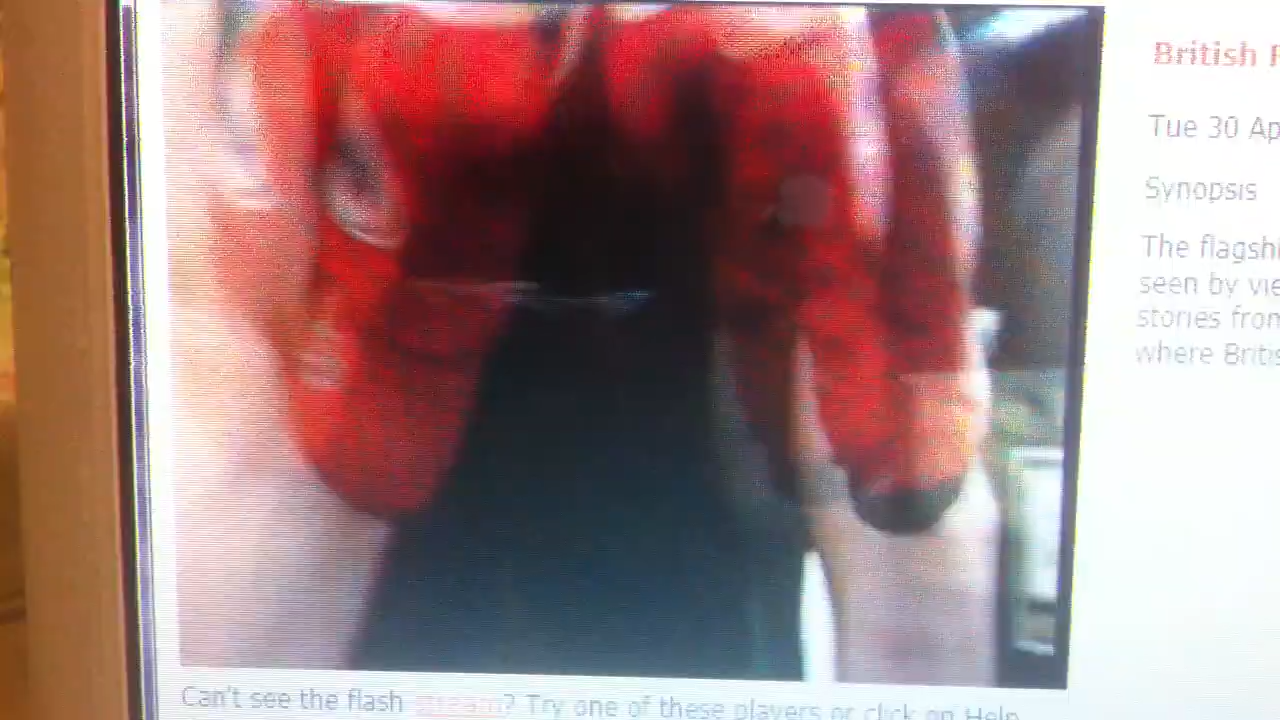 British
Tue 30 Ap
Synopsis
The flagsh
seen by vie
stories from
where Britis
Can't see the flash stream? Try one of these players or click on Help